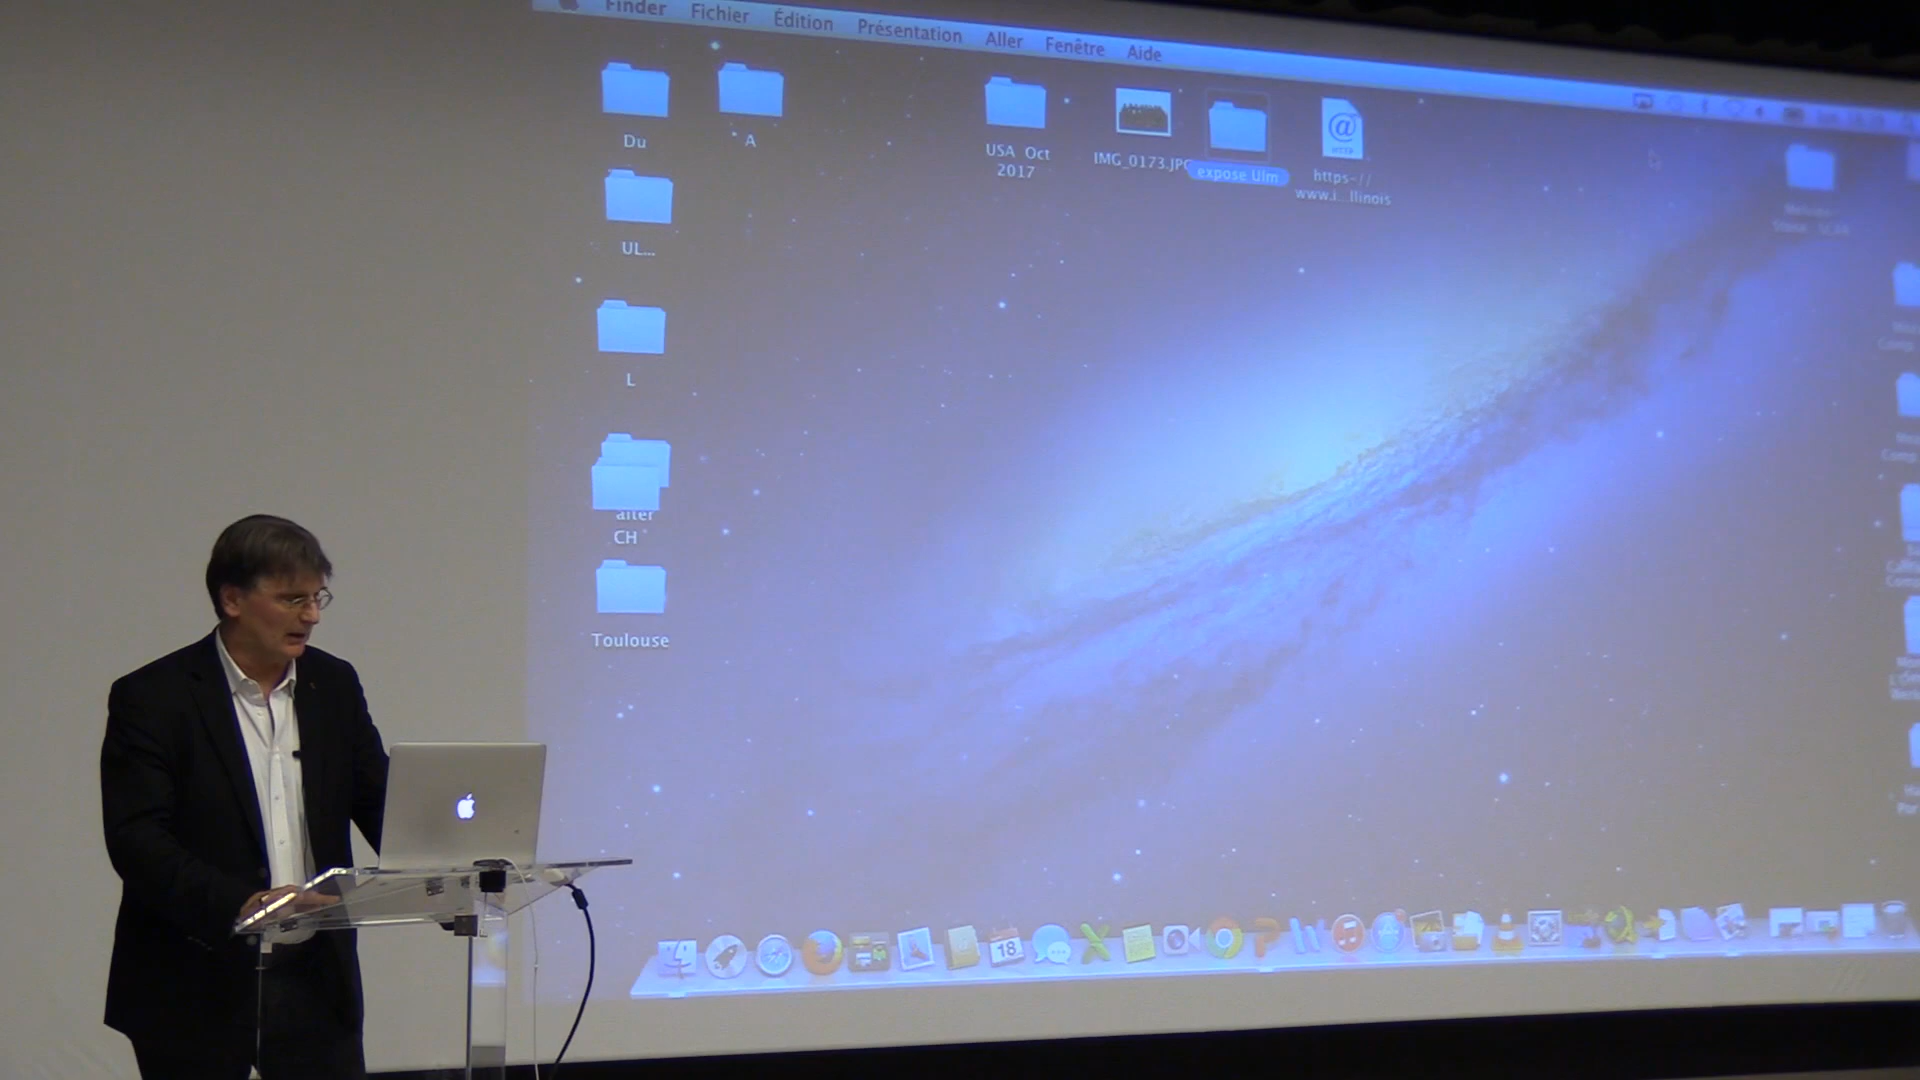 Finder Fichier Édition Présentation Aller Fenêtre Aide
Du
A
USA Oct
2017
IMG_0173.JPG
expose Ulm
https-//
www.i...llinois
HTTP
UL...
L
alter
CH
Toulouse
18